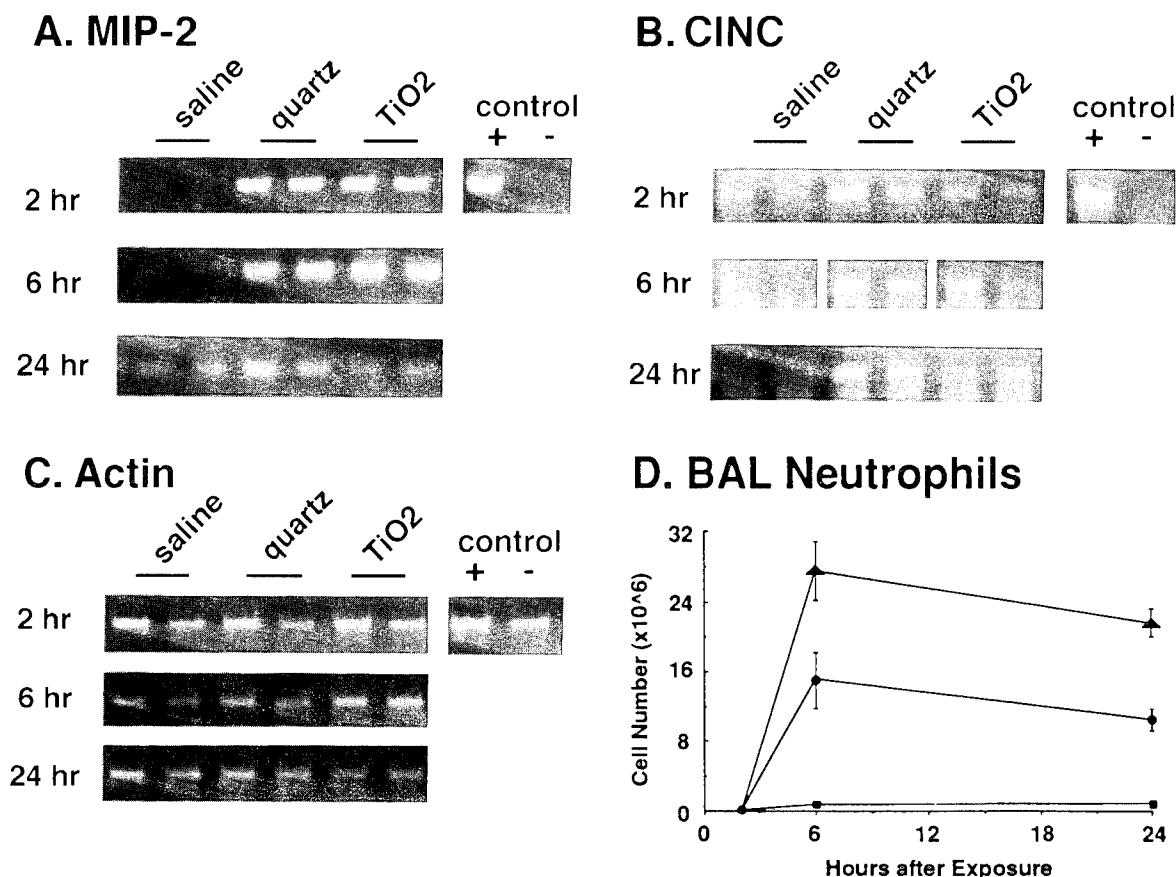 A. MIP-2
saline quartz TiO2 control
+ -
2 hr
6 hr
24 hr
B. CINC
saline quartz TiO2 control
+ -
2 hr
6 hr
24 hr
C. Actin
saline quartz TiO2 control
+ -
2 hr
6 hr
24 hr
D. BAL Neutrophils
Cell Number (x10^6)
32
24
16
8
0
0 6 12 18 24
Hours after Exposure